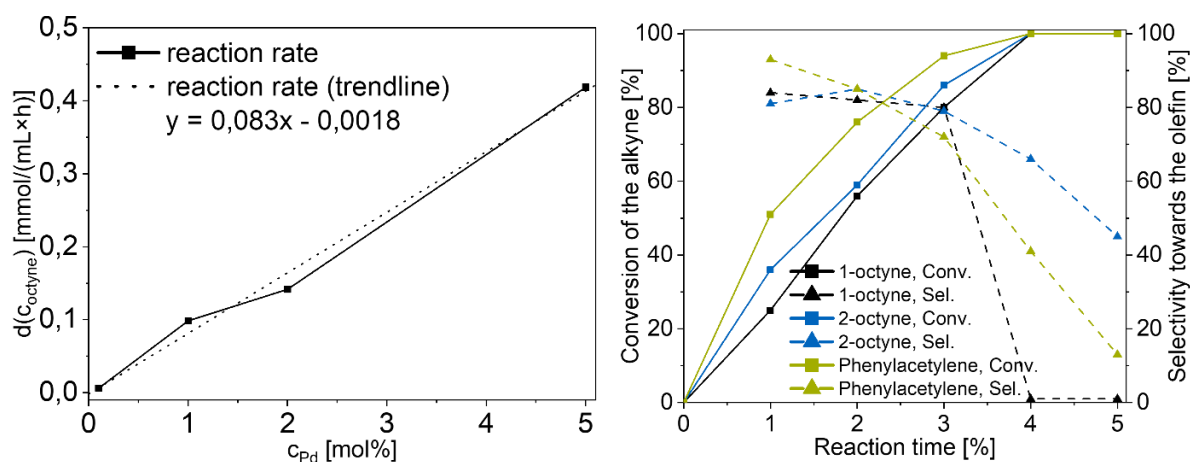 0,5
0,4
0,3
0,2
0,1
0,0
d(c_octyne) [mmol/(mL×h)]
reaction rate
reaction rate (trendline)
y = 0,083x - 0,0018
0 1 2 3 4 5
c_Pd [mol%]
100
80
60
40
20
0
Conversion of the alkyne [%]
1-octyne, Conv.
1-octyne, Sel.
2-octyne, Conv.
2-octyne, Sel.
Phenylacetylene, Conv.
Phenylacetylene, Sel.
100
80
60
40
20
0
Selectivity towards the olefin [%]
0 1 2 3 4 5
Reaction time [%]